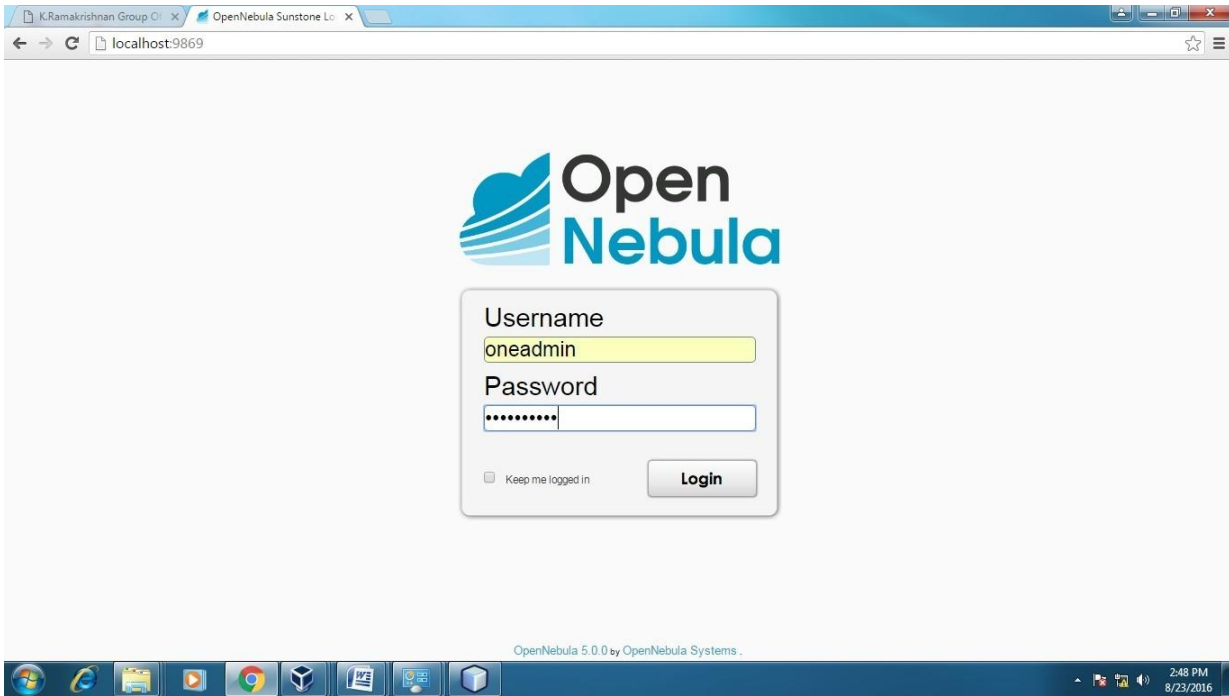 K.Ramakrishnan Group Of
OpenNebula Sunstone Lo
localhost:9869
Open
Nebula
Username
oneadmin
Password
••••••••••
Keep me logged in
Login
OpenNebula 5.0.0 by OpenNebula Systems .
2:48 PM
8/23/2016